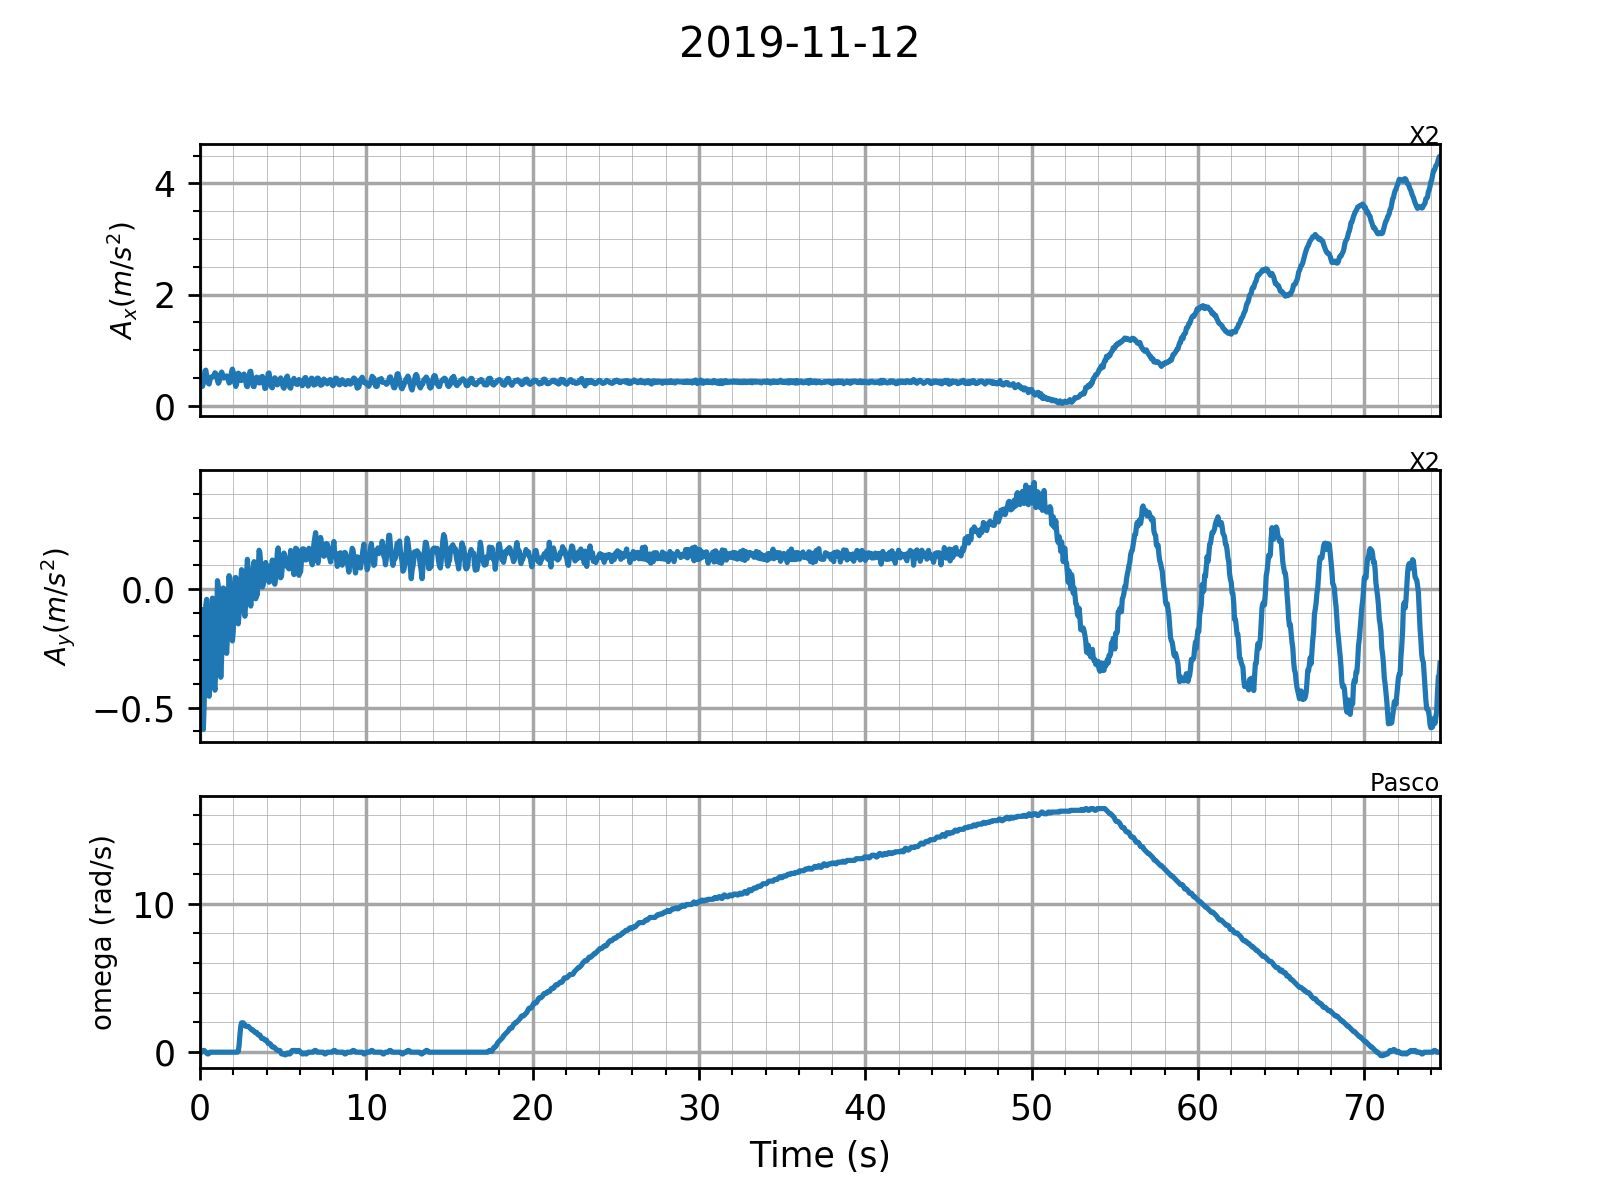 2019-11-12
X2
4
2
0
A_x(m/s^2)
X2
0.0
−0.5
A_y(m/s^2)
Pasco
10
0
omega (rad/s)
0 10 20 30 40 50 60 70
Time (s)